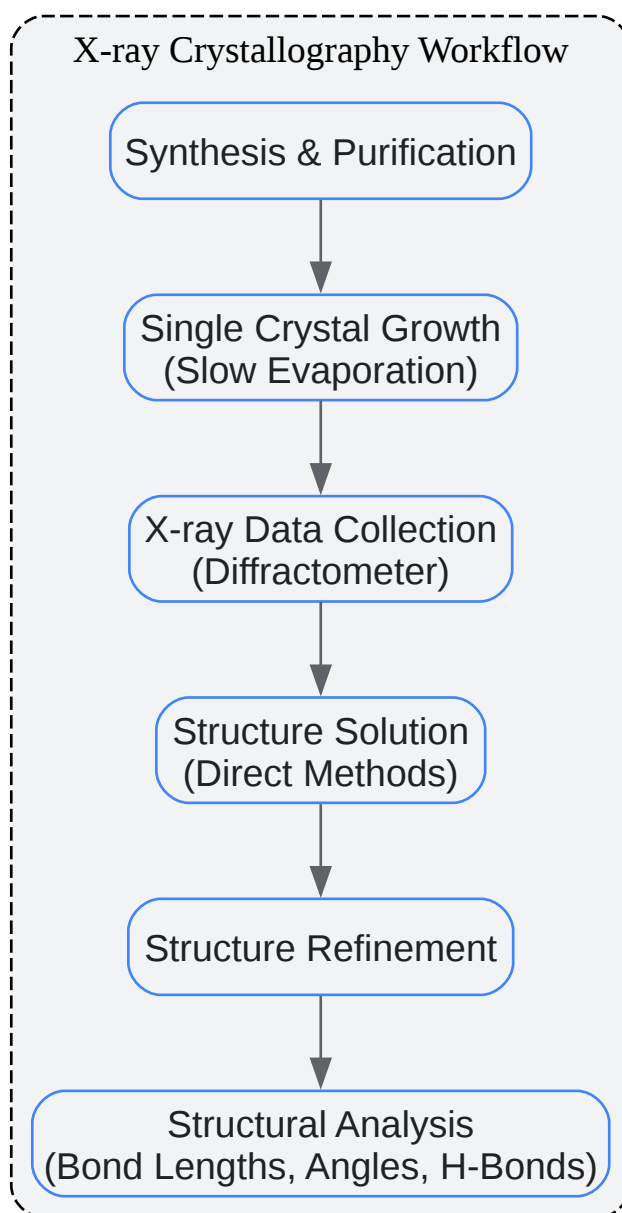 X-ray Crystallography Workflow
Synthesis & Purification
Single Crystal Growth
(Slow Evaporation)
X-ray Data Collection
(Diffractometer)
Structure Solution
(Direct Methods)
Structure Refinement
Structural Analysis
(Bond Lengths, Angles, H-Bonds)